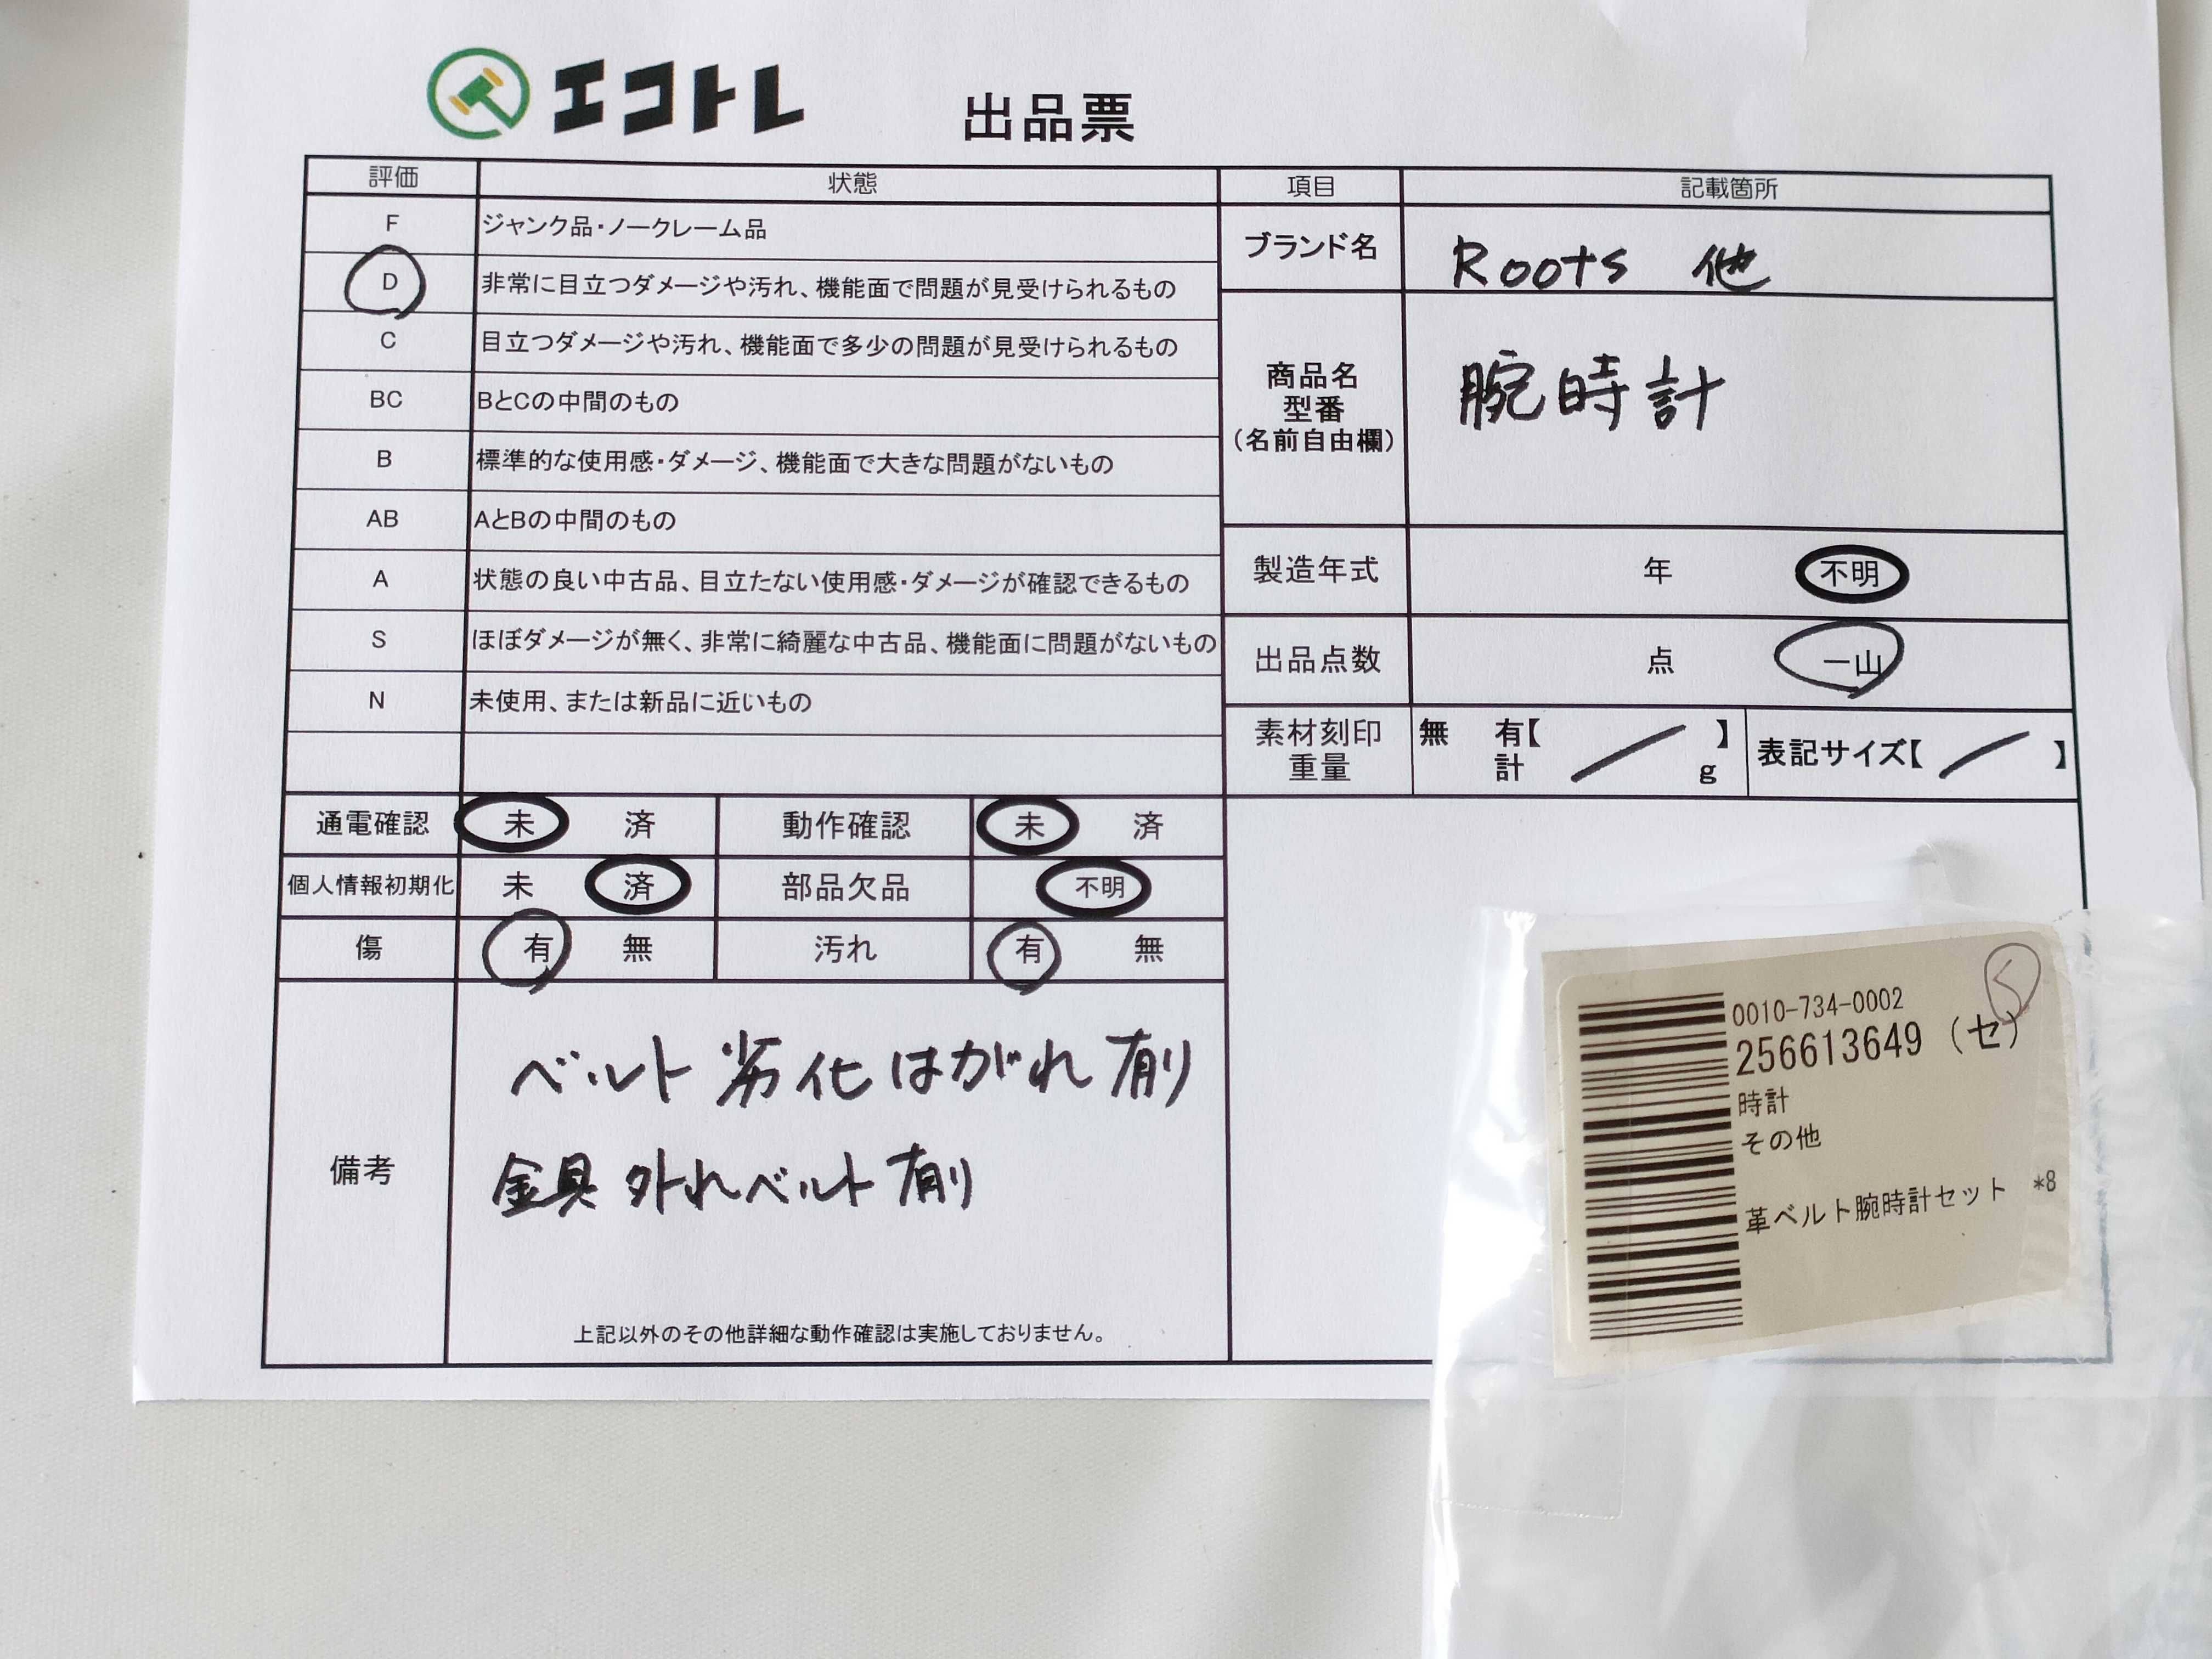 エコトレ 出品票
評価 状態 項目 記載箇所
F ジャンク品・ノークレーム品
D 非常に目立つダメージや汚れ、機能面で問題が見受けられるもの
C 目立つダメージや汚れ、機能面で多少の問題が見受けられるもの
BC BとCの中間のもの
B 標準的な使用感・ダメージ、機能面で大きな問題がないもの
AB AとBの中間のもの
A 状態の良い中古品、目立たない使用感・ダメージが確認できるもの
S ほぼダメージが無く、非常に綺麗な中古品、機能面に問題がないもの
N 未使用、または新品に近いもの
ブランド名 Roots 他
商品名
型番
(名前自由欄)
腕時計
製造年式 年 不明
出品点数 点 一山
素材刻印 無 有【 】 表記サイズ【 】
重量 計 g
通電確認 未 済 動作確認 未 済
個人情報初期化 未 済 部品欠品 不明
傷 有 無 汚れ 有 無
備考
ベルト劣化はがれ有り
金具外れベルト有り
上記以外のその他詳細な動作確認は実施しておりません。
0010-734-0002
256613649 (セ)
時計
その他
革ベルト腕時計セット *8